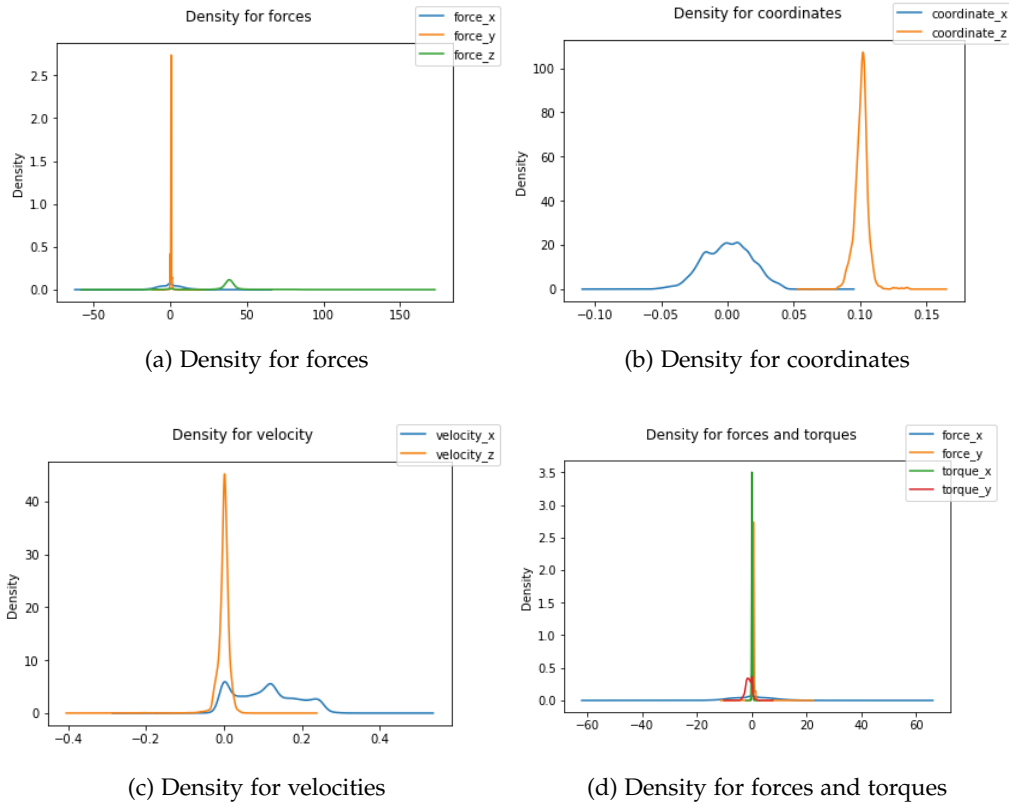 Density for forces
force_x
force_y
force_z
Density
2.5
2.0
1.5
1.0
0.5
0.0
−50
0
50
100
150
(a) Density for forces
Density for coordinates
coordinate_x
coordinate_z
Density
100
80
60
40
20
0
−0.10
−0.05
0.00
0.05
0.10
0.15
(b) Density for coordinates
Density for velocity
velocity_x
velocity_z
Density
40
30
20
10
0
−0.4
−0.2
0.0
0.2
0.4
(c) Density for velocities
Density for forces and torques
force_x
force_y
torque_x
torque_y
Density
3.5
3.0
2.5
2.0
1.5
1.0
0.5
0.0
−60
−40
−20
0
20
40
60
(d) Density for forces and torques